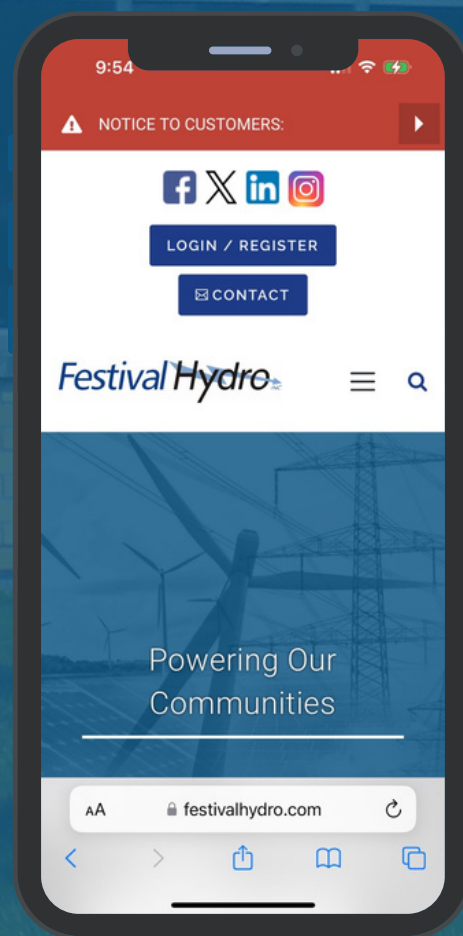 9:54
NOTICE TO CUSTOMERS:
LOGIN / REGISTER
CONTACT
Festival Hydro
Powering Our
Communities
AA
festivalhydro.com